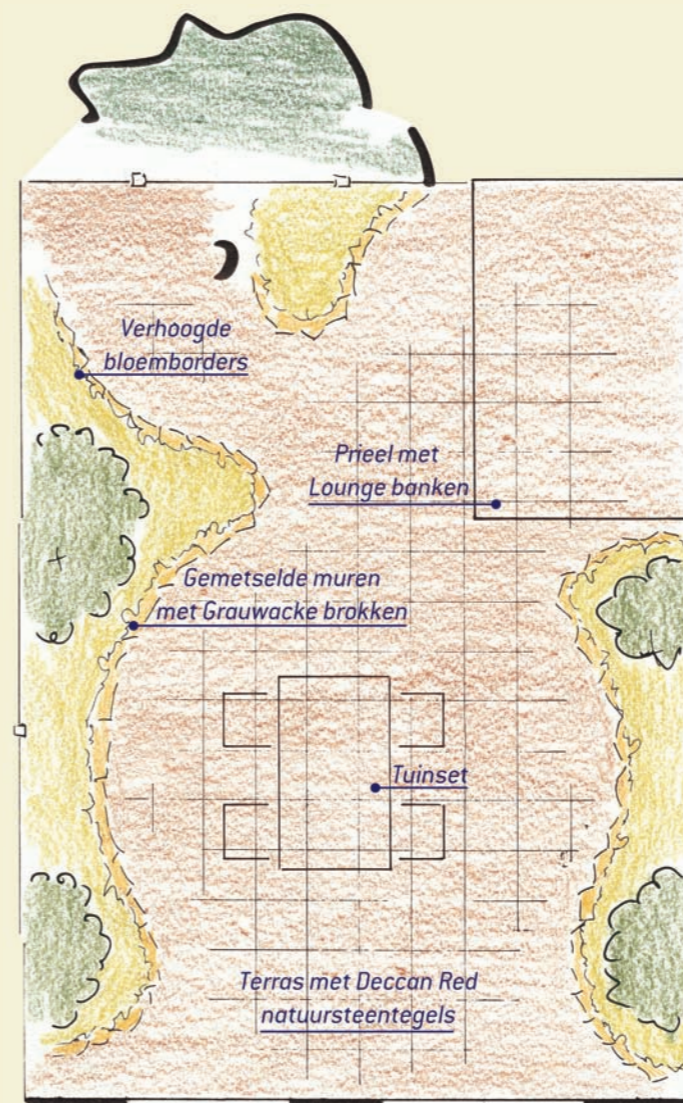 Verhoogde
bloemborders
Prieel met
Lounge banken
Gemetselde muren
met Grauwacke brokken
Tuinset
Terras met Deccan Red
natuursteentegels